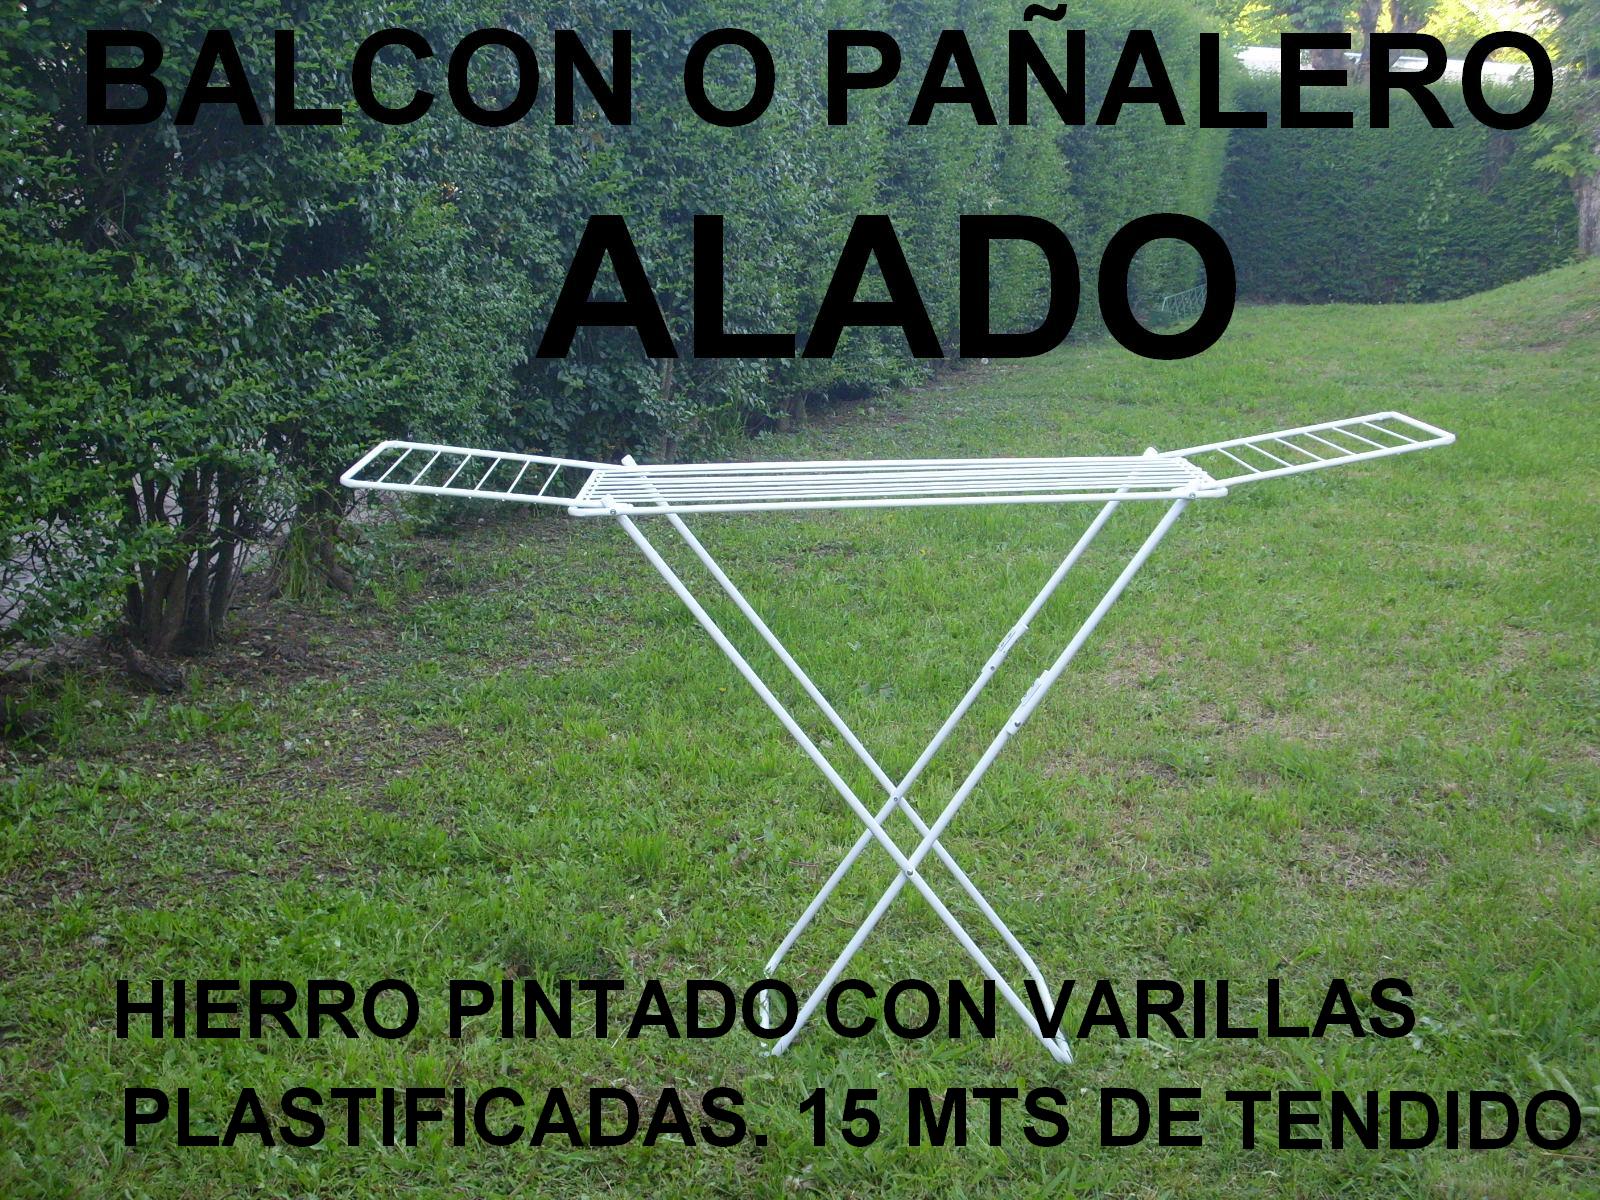 BALCON O PAÑALERO
ALADO
HIERRO PINTADO CON VARILLAS
PLASTIFICADAS. 15 MTS DE TENDIDO